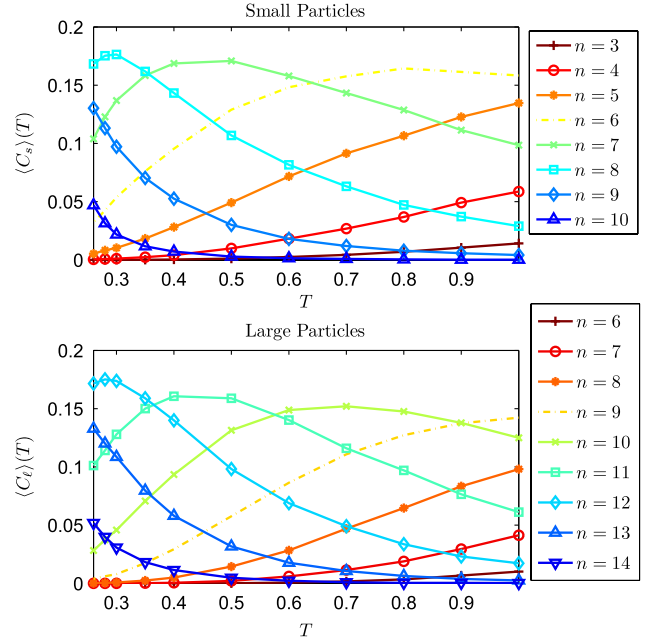 Small Particles
0.2
0.15
0.1
0.05
0
⟨C_s⟩(T)
0.3 0.4 0.5 0.6 0.7 0.8 0.9
T
n = 3
n = 4
n = 5
n = 6
n = 7
n = 8
n = 9
n = 10
Large Particles
0.2
0.15
0.1
0.05
0
⟨C_ℓ⟩(T)
0.3 0.4 0.5 0.6 0.7 0.8 0.9
T
n = 6
n = 7
n = 8
n = 9
n = 10
n = 11
n = 12
n = 13
n = 14